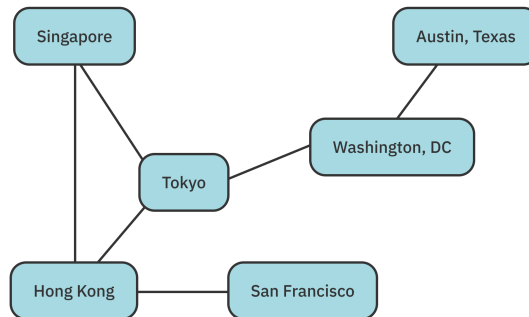 Singapore
Austin, Texas
Washington, DC
Tokyo
Hong Kong
San Francisco